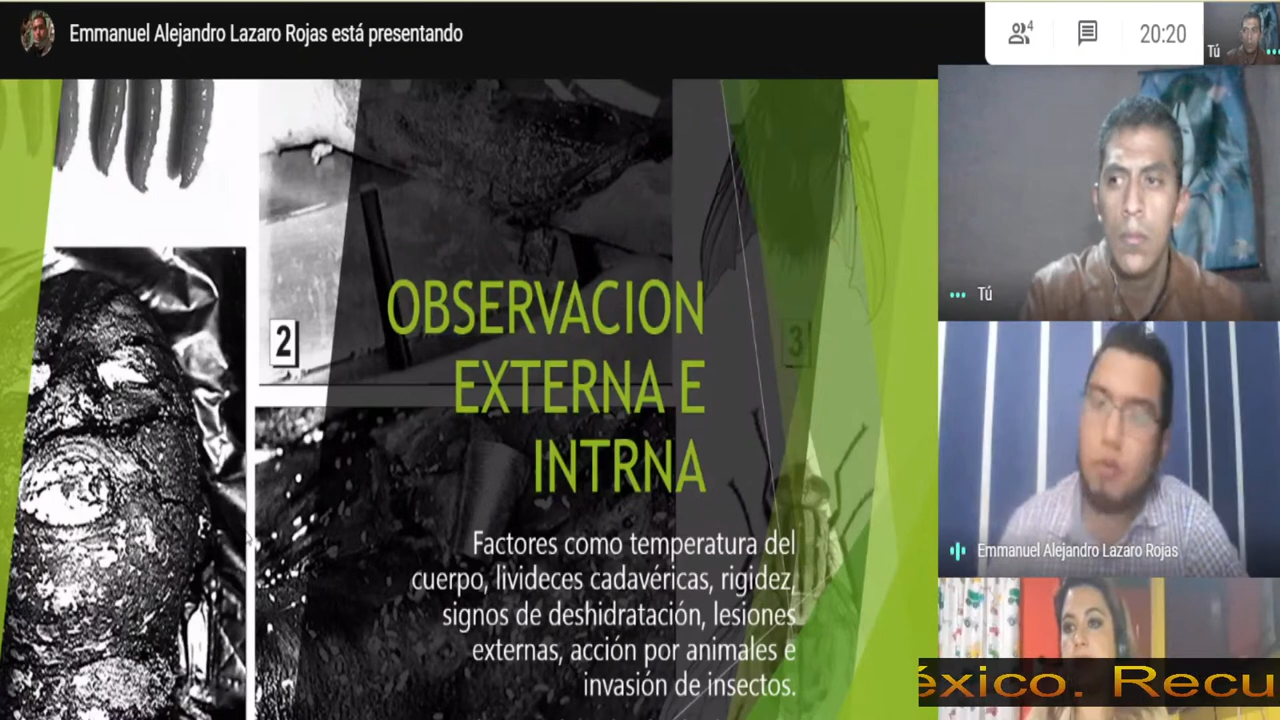 Emmanuel Alejandro Lazaro Rojas está presentando
4
20:20
Tú
Tú
2
3
OBSERVACION
EXTERNA E
INTRNA
Factores como temperatura del
cuerpo, livideces cadavéricas, rigidez,
signos de deshidratación, lesiones
externas, acción por animales e
invasión de insectos.
Emmanuel Alejandro Lazaro Rojas
éxico. Recu